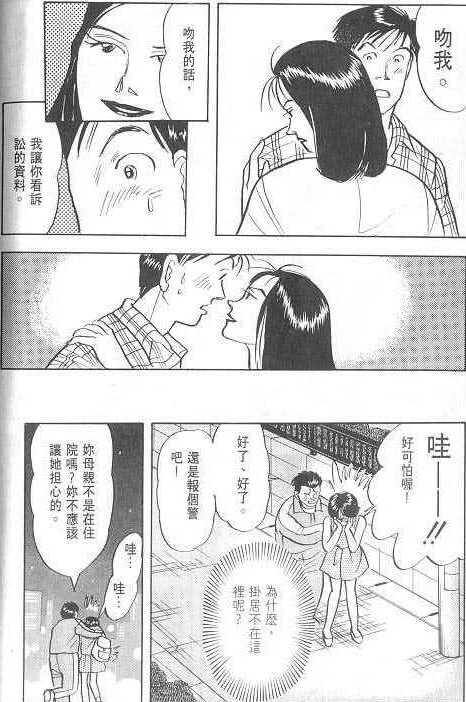 吻我。
吻我的話，
我讓你看訴
訟的資料。
哇——!!
好可怕喔！
好了、好了。
還是報個警
吧！
為什麼，
掛居不在這
裡呢？
哇…
哇…
妳母親不是在住
院嗎？妳不應該
讓她担心的。